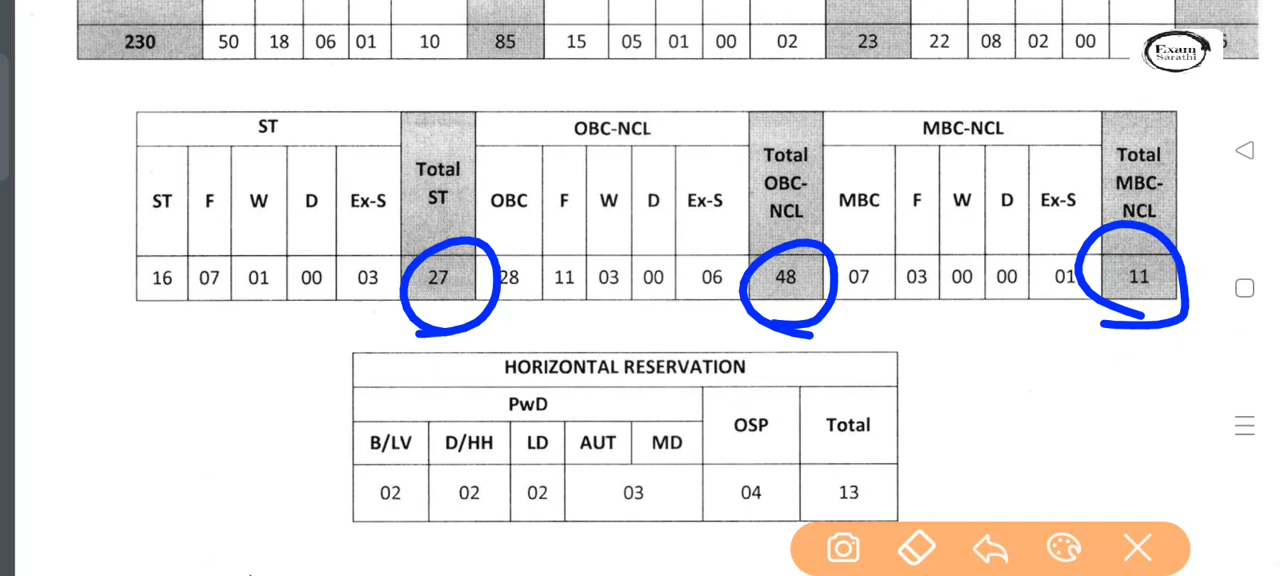 230 50 18 06 01 10 85 15 05 01 00 02 23 22 08 02 00
Exam
Sarathi
ST Total ST OBC-NCL Total OBC-NCL MBC-NCL Total MBC-NCL
ST F W D Ex-S OBC F W D Ex-S MBC F W D Ex-S
16 07 01 00 03 27 28 11 03 00 06 48 07 03 00 00 01 11
HORIZONTAL RESERVATION
PwD OSP Total
B/LV D/HH LD AUT MD
02 02 02 03 04 13